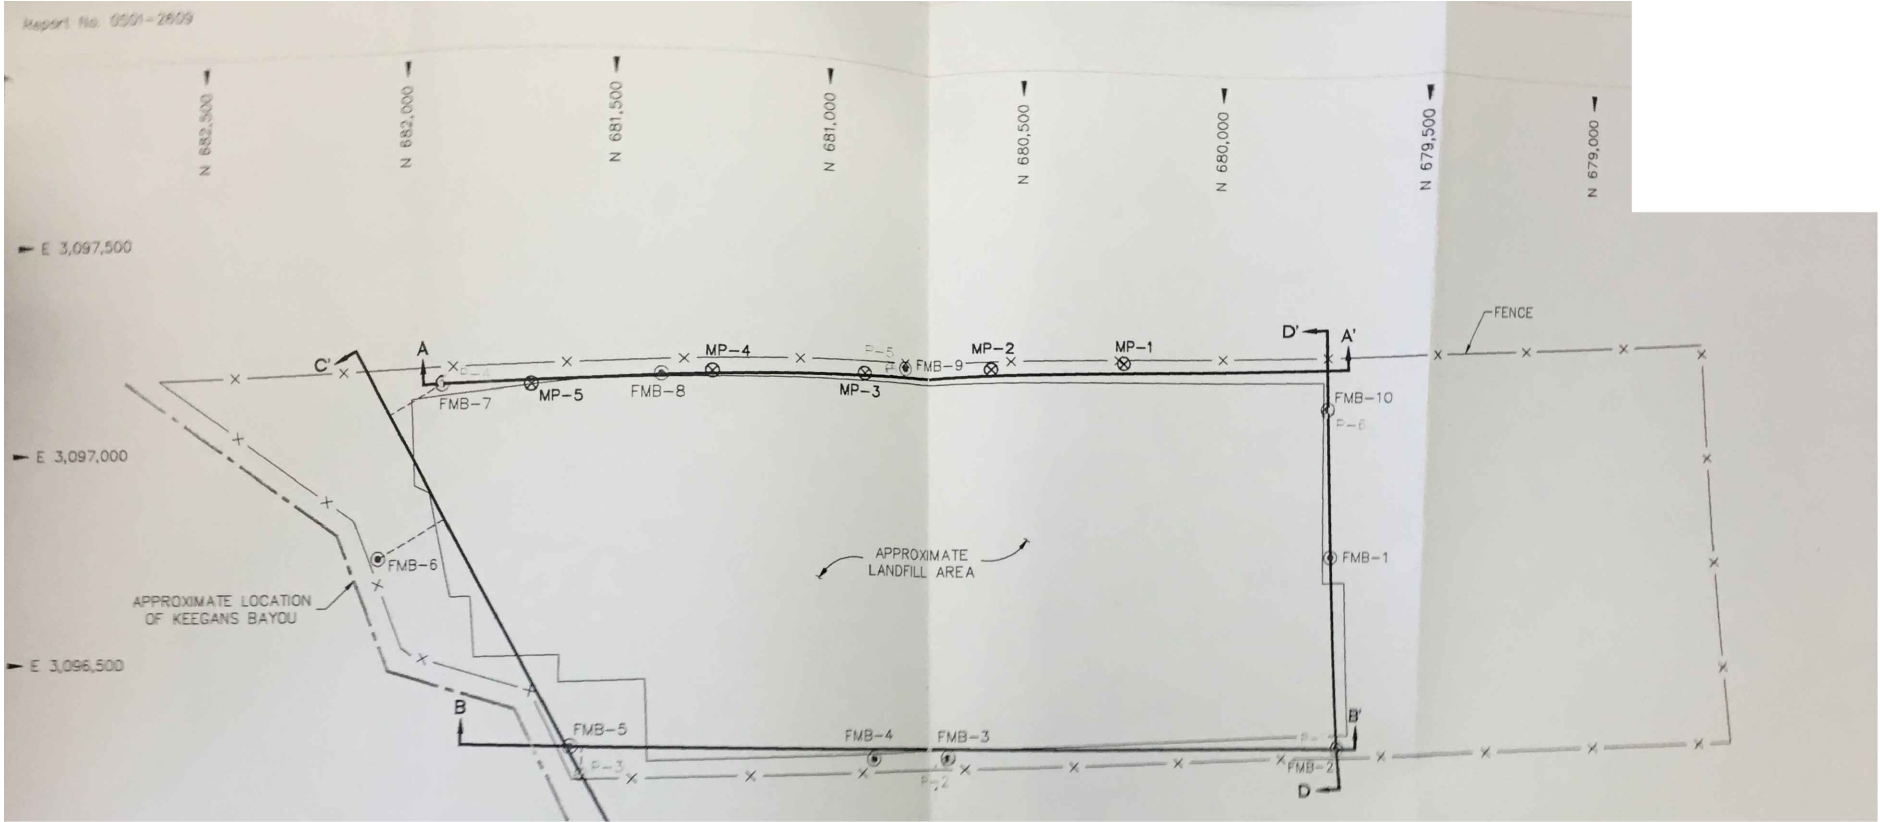 Report No. 0501-2609
N 682,500
N 682,000
N 681,500
N 681,000
N 680,500
N 680,000
N 679,500
N 679,000
E 3,097,500
E 3,097,000
E 3,096,500
FENCE
C'
A
MP-4
P-5
FMB-9
MP-2
MP-1
D'
A'
P-4
FMB-7
MP-5
FMB-8
MP-3
FMB-10
P-6
FMB-6
APPROXIMATE
LANDFILL AREA
FMB-1
APPROXIMATE LOCATION
OF KEEGANS BAYOU
B
FMB-5
FMB-4
FMB-3
B'
P-3
P-2
FMB-2
D